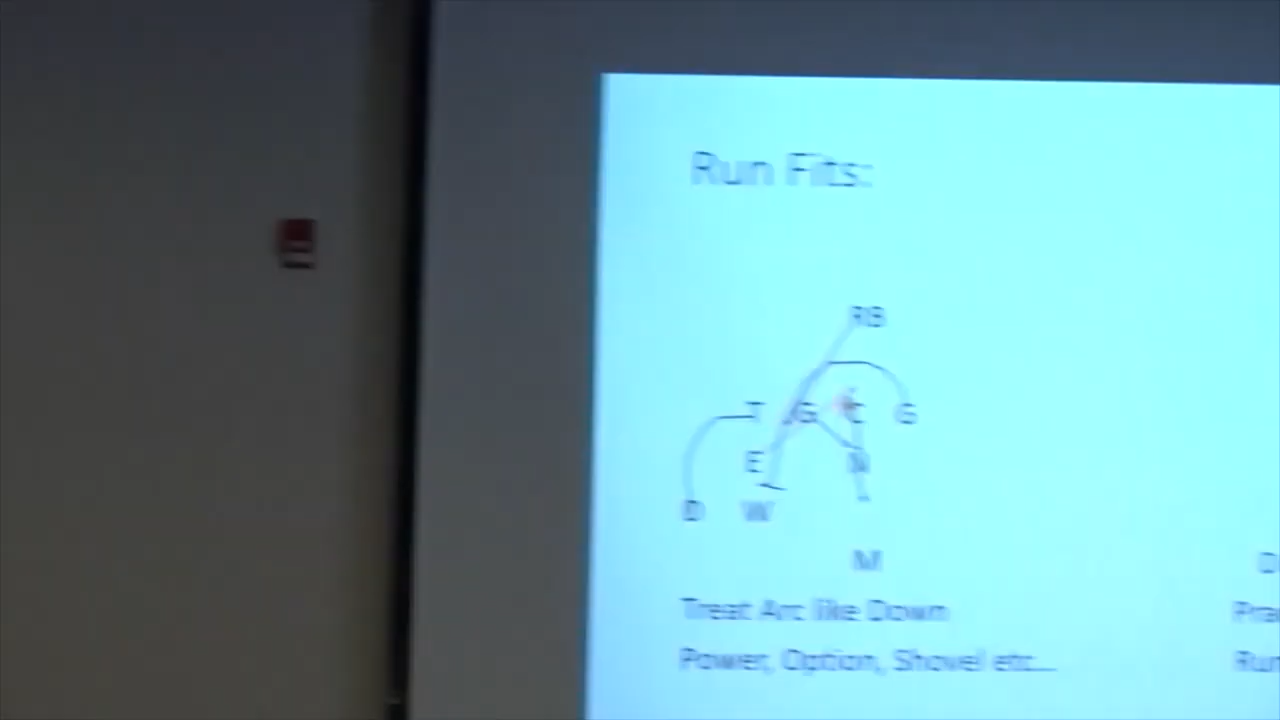 Run Fits:
RB
T G C G
E N
D W
M
Treat Arc like Down
Power, Option, Shovel etc...